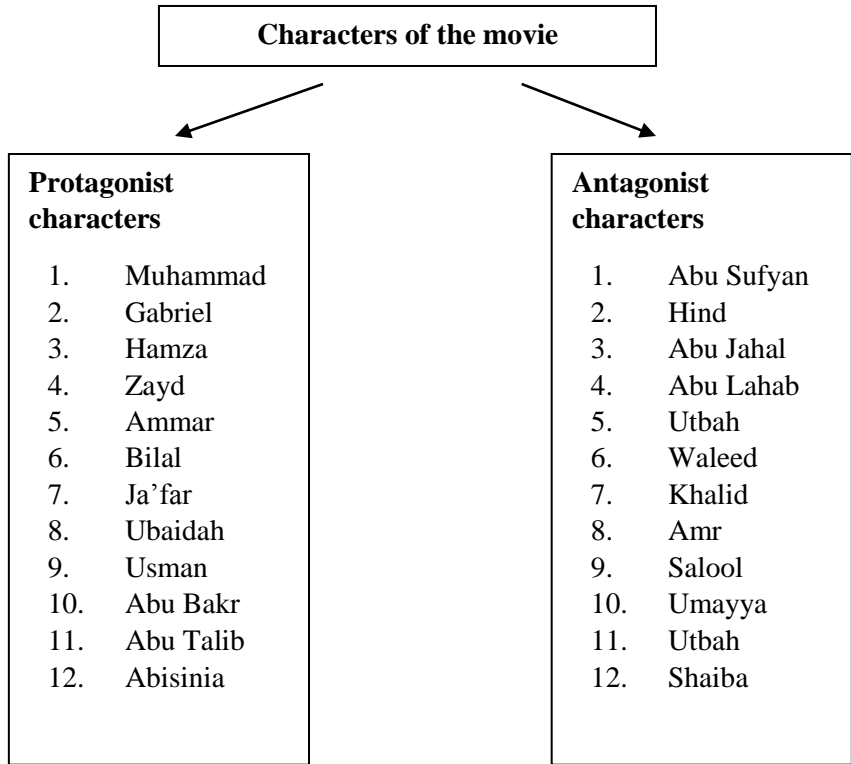 Characters of the movie
Protagonist
characters
1. Muhammad
2. Gabriel
3. Hamza
4. Zayd
5. Ammar
6. Bilal
7. Ja’far
8. Ubaidah
9. Usman
10. Abu Bakr
11. Abu Talib
12. Abisinia
Antagonist
characters
1. Abu Sufyan
2. Hind
3. Abu Jahal
4. Abu Lahab
5. Utbah
6. Waleed
7. Khalid
8. Amr
9. Salool
10. Umayya
11. Utbah
12. Shaiba